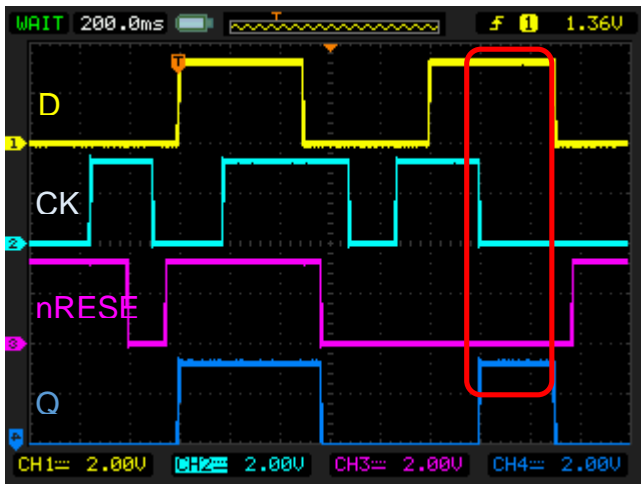 WAIT 200.0ms T 1 1.36V
T
D
1
CK
2
nRESE
3
Q
4
CH1 2.00V CH2 2.00V CH3 2.00V CH4 2.00V